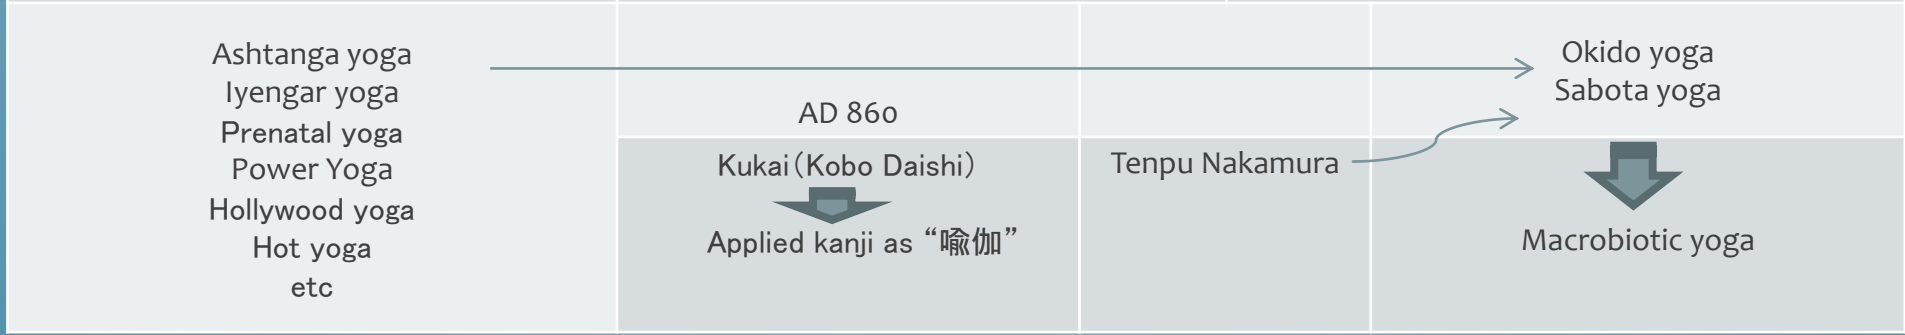 Ashtanga yoga
Iyengar yoga
Prenatal yoga
Power Yoga
Hollywood yoga
Hot yoga
etc
AD 860
Kukai(Kobo Daishi)
Applied kanji as “喩伽”
Tenpu Nakamura
Okido yoga
Sabota yoga
Macrobiotic yoga